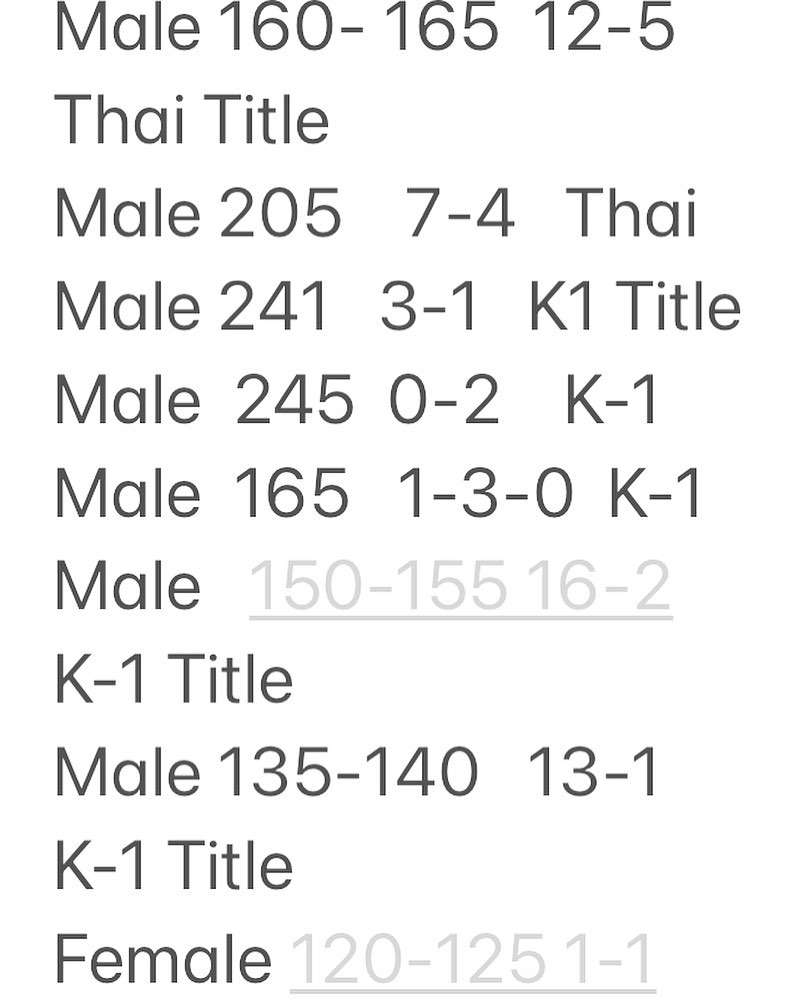 Male 160- 165 12-5
Thai Title
Male 205 7-4 Thai
Male 241 3-1 K1 Title
Male 245 0-2 K-1
Male 165 1-3-0 K-1
Male 150-155 16-2
K-1 Title
Male 135-140 13-1
K-1 Title
Female 120-125 1-1